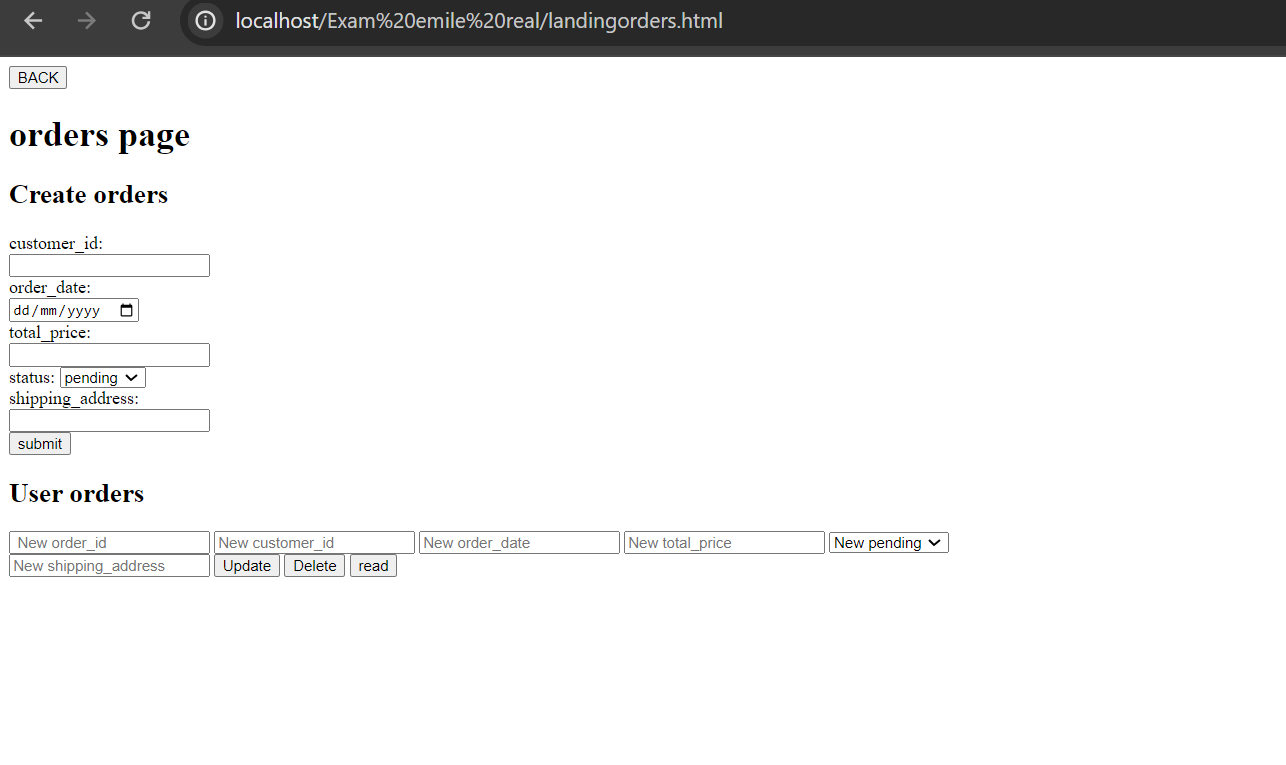 localhost/Exam%20emile%20real/landingorders.html
BACK
orders page
Create orders
customer_id:
order_date:
dd/mm/yyyy
total_price:
status: pending
shipping_address:
submit
User orders
New order_id New customer_id New order_date New total_price New pending
New shipping_address Update Delete read